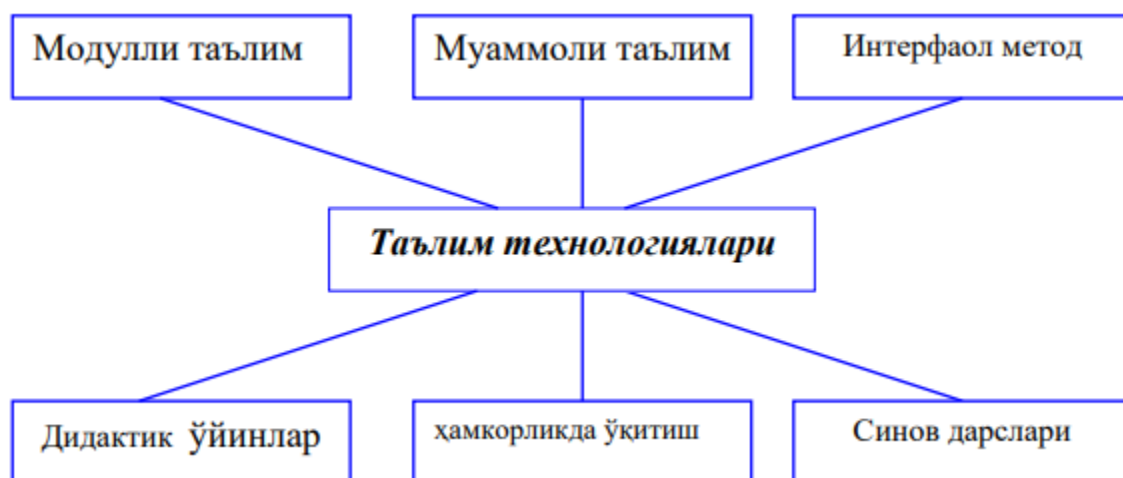 Модулли таълим
Муаммоли таълим
Интерфаол метод
Таълим технологиялари
Дидактик ўйинлар
ҳамкорликда ўқитиш
Синов дарслари